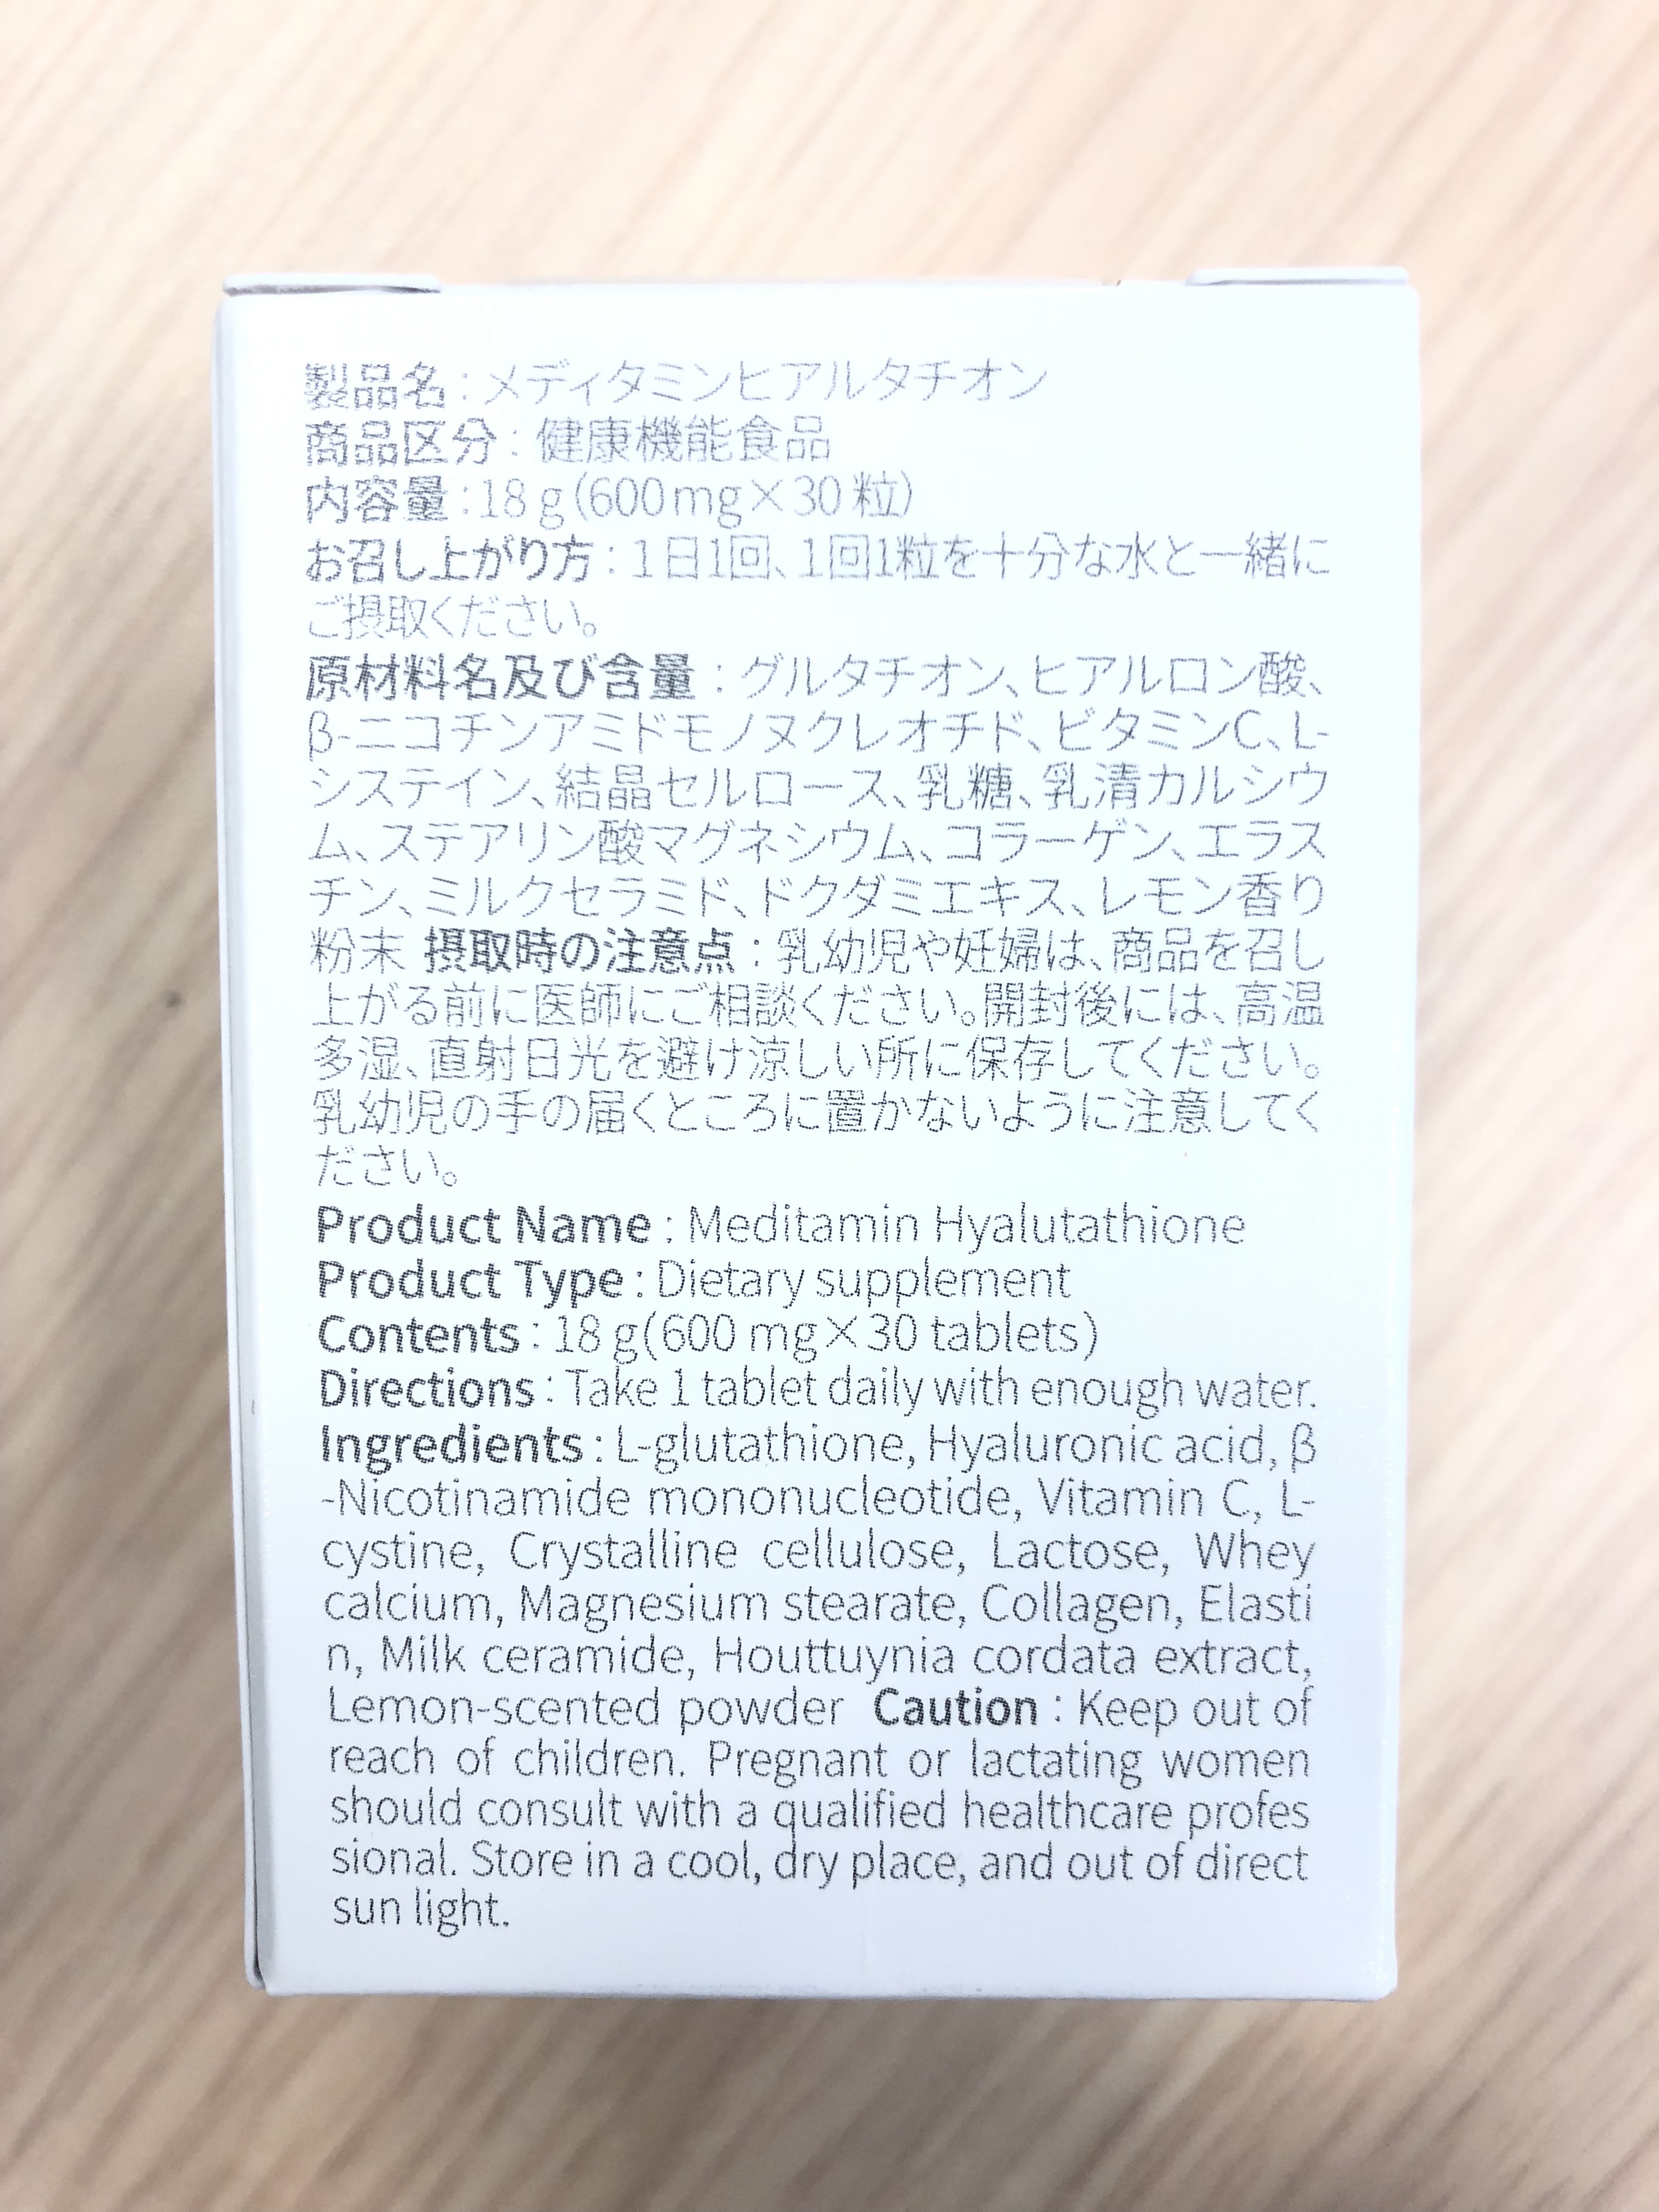 製品名 : メディタミンヒアルタチオン
商品区分 : 健康機能食品
内容量 : 18 g (600 mg×30 粒)
お召し上がり方 : 1日1回、1回1粒を十分な水と一緒に
ご摂取ください。
原材料名及び含量 : グルタチオン、ヒアルロン酸、
β-ニコチンアミドモノヌクレオチド、ビタミンC、L-
システイン、結晶セルロース、乳糖、乳清カルシウ
ム、ステアリン酸マグネシウム、コラーゲン、エラス
チン、ミルクセラミド、ドクダミエキス、レモン香り
粉末 摂取時の注意点 : 乳幼児や妊婦は、商品を召し
上がる前に医師にご相談ください。開封後には、高温
多湿、直射日光を避け涼しい所に保存してください。
乳幼児の手の届くところに置かないように注意してく
ださい。
Product Name : Meditamin Hyalutathione
Product Type : Dietary supplement
Contents : 18 g(600 mg×30 tablets)
Directions : Take 1 tablet daily with enough water.
Ingredients : L-glutathione, Hyaluronic acid, β
-Nicotinamide mononucleotide, Vitamin C, L-
cystine, Crystalline cellulose, Lactose, Whey
calcium, Magnesium stearate, Collagen, Elasti
n, Milk ceramide, Houttuynia cordata extract,
Lemon-scented powder Caution : Keep out of
reach of children. Pregnant or lactating women
should consult with a qualified healthcare profes
sional. Store in a cool, dry place, and out of direct
sun light.